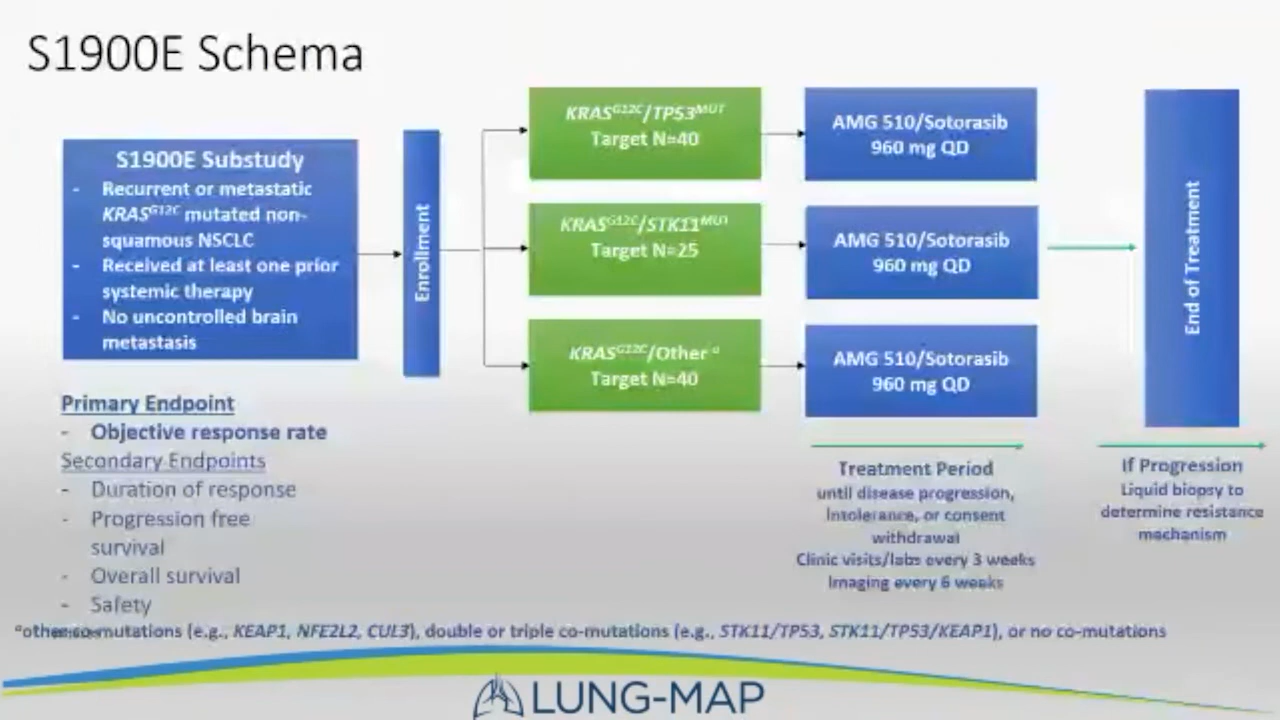 S1900E Schema
S1900E Substudy
- Recurrent or metastatic
KRASG12C mutated non-
squamous NSCLC
- Received at least one prior
systemic therapy
- No uncontrolled brain
metastasis
Enrollment
KRASG12C/TP53MUT
Target N=40
KRASG12C/STK11MUT
Target N=25
KRASG12C/Other a
Target N=40
AMG 510/Sotorasib
960 mg QD
AMG 510/Sotorasib
960 mg QD
AMG 510/Sotorasib
960 mg QD
End of Treatment
Primary Endpoint
- Objective response rate
Secondary Endpoints
- Duration of response
- Progression free
survival
- Overall survival
- Safety
Treatment Period
until disease progression,
intolerance, or consent
withdrawal
Clinic visits/labs every 3 weeks
Imaging every 6 weeks
If Progression
Liquid biopsy to
determine resistance
mechanism
aother co-mutations (e.g., KEAP1, NFE2L2, CUL3), double or triple co-mutations (e.g., STK11/TP53, STK11/TP53/KEAP1), or no co-mutations
LUNG-MAP